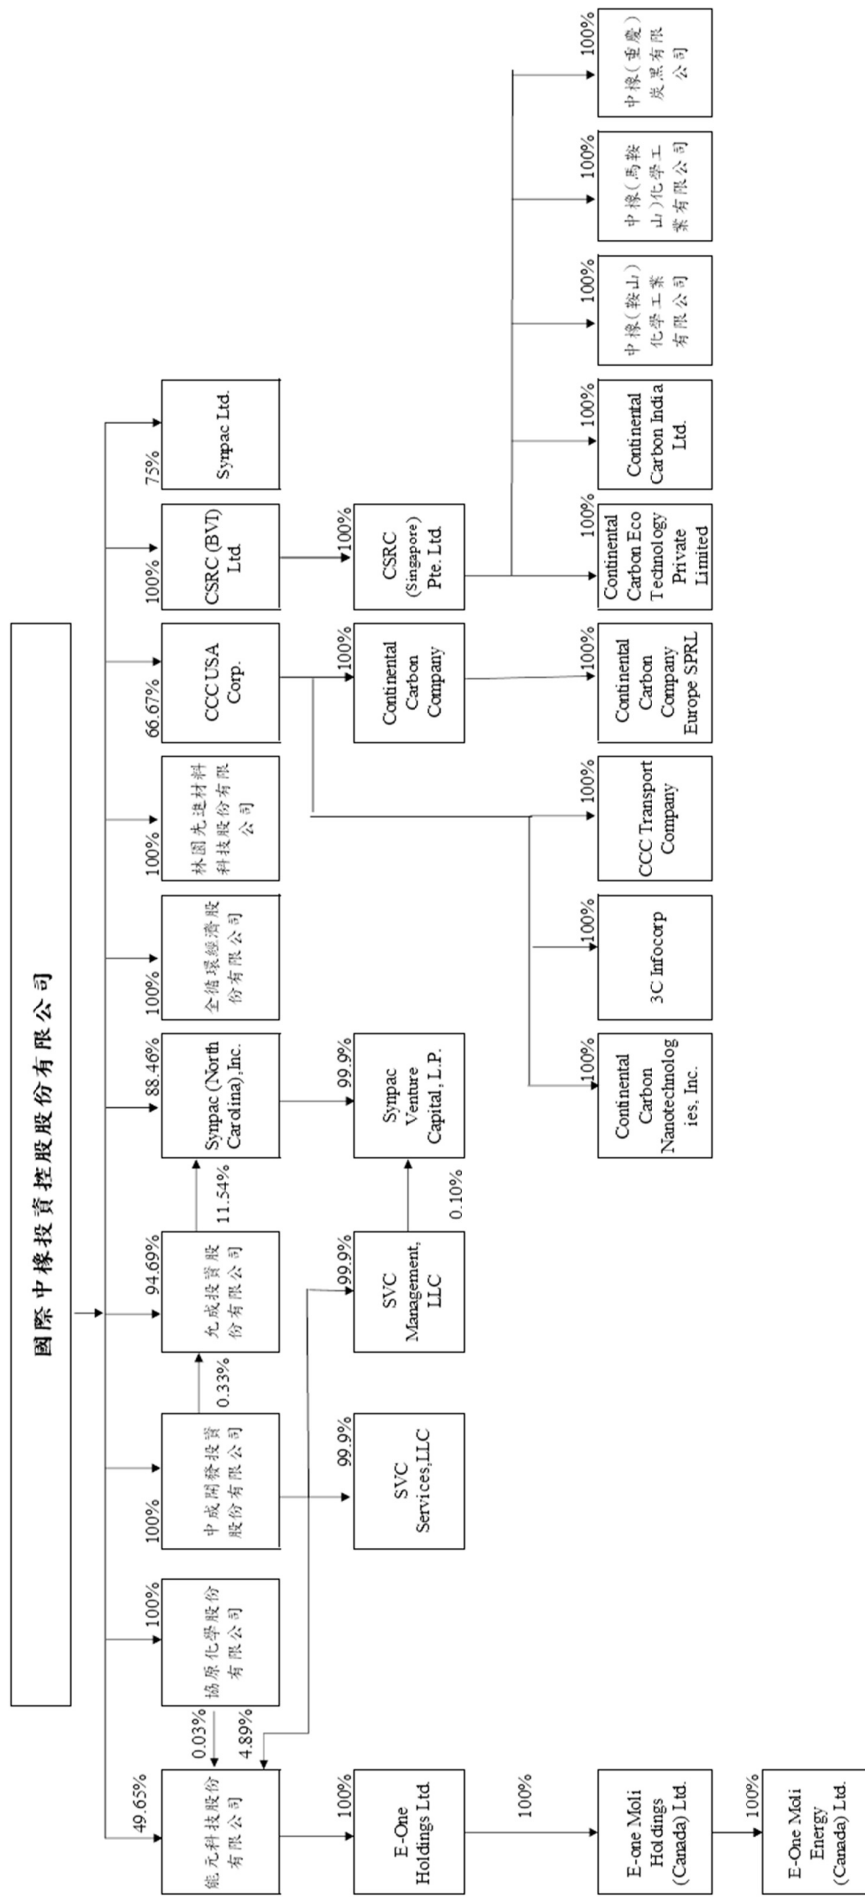 國際中橡投資控股股份有限公司
49.65%
100%
100%
94.69%
88.46%
100%
100%
66.67%
100%
75%
能元科技股份
有限公司
0.03%
4.89%
協原化學股份
有限公司
中成開發投資
股份有限公司
0.33%
允成投資股
份有限公司
11.54%
Synpac (North
Carolina),Inc.
全循環經濟股
份有限公司
林園先進材料
科技股份有限
公司
CCC USA
Corp.
CSRC (BVI)
Ltd.
Synpac Ltd.
100%
99.9%
99.9%
99.9%
100%
100%
E-One
Holdings Ltd.
SVC
Services,LLC
SVC
Management,
LLC
0.10%
Synpac
Venture
Capital, L.P.
Continental
Carbon
Company
CSRC
(Singapore)
Pte. Ltd.
100%
100%
100%
100%
100%
100%
100%
100%
100%
100%
E-one Moli
Holdings
(Canada) Ltd.
Continental
Carbon
Nanotechnolog
ies, Inc.
3C Infocorp
CCC Transport
Company
Continental
Carbon
Company
Europe SPRL
Continental
Carbon Eco
Technology
Private
Limited
Continental
Carbon India
Ltd.
中橡(鞍山)
化學工業
有限公司
中橡(馬鞍
山)化學工
業有限公司
中橡(重慶)
炭黑有限
公司
100%
E-One Moli
Energy
(Canada) Ltd.